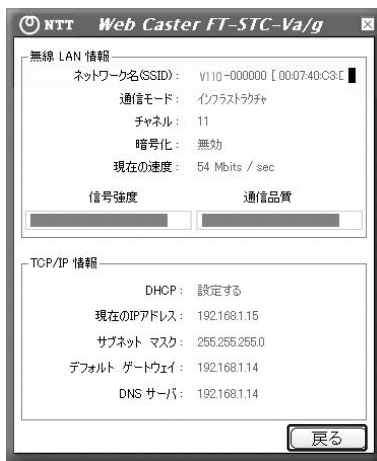 NTT Web Caster FT-STC-Va/g
無線 LAN 情報
ネットワーク名(SSID): V110-000000 [ 00:07:40:C3:D
通信モード: インフラストラクチャ
チャネル: 11
暗号化: 無効
現在の速度: 54 Mbits / sec
信号強度 通信品質
TCP/IP 情報
DHCP: 設定する
現在のIPアドレス: 192.168.1.15
サブネット マスク: 255.255.255.0
デフォルト ゲートウェイ: 192.168.1.14
DNS サーバ: 192.168.1.14
戻る